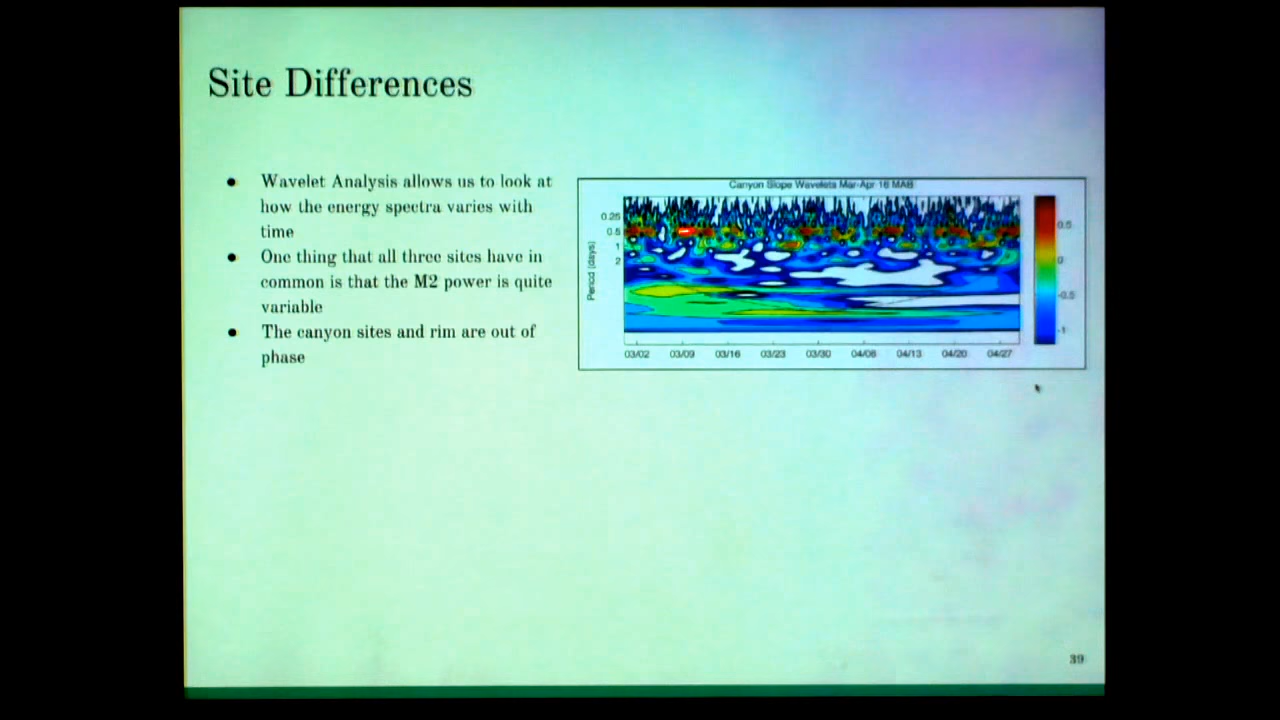 Site Differences
● Wavelet Analysis allows us to look at
how the energy spectra varies with
time
● One thing that all three sites have in
common is that the M2 power is quite
variable
● The canyon sites and rim are out of
phase
Canyon Slope Wavelets Mar-Apr 16 MAB
Period (days)
0.25
0.5
1
2
03/02 03/09 03/16 03/23 03/30 04/06 04/13 04/20 04/27
0.5
0
-0.5
-1
39